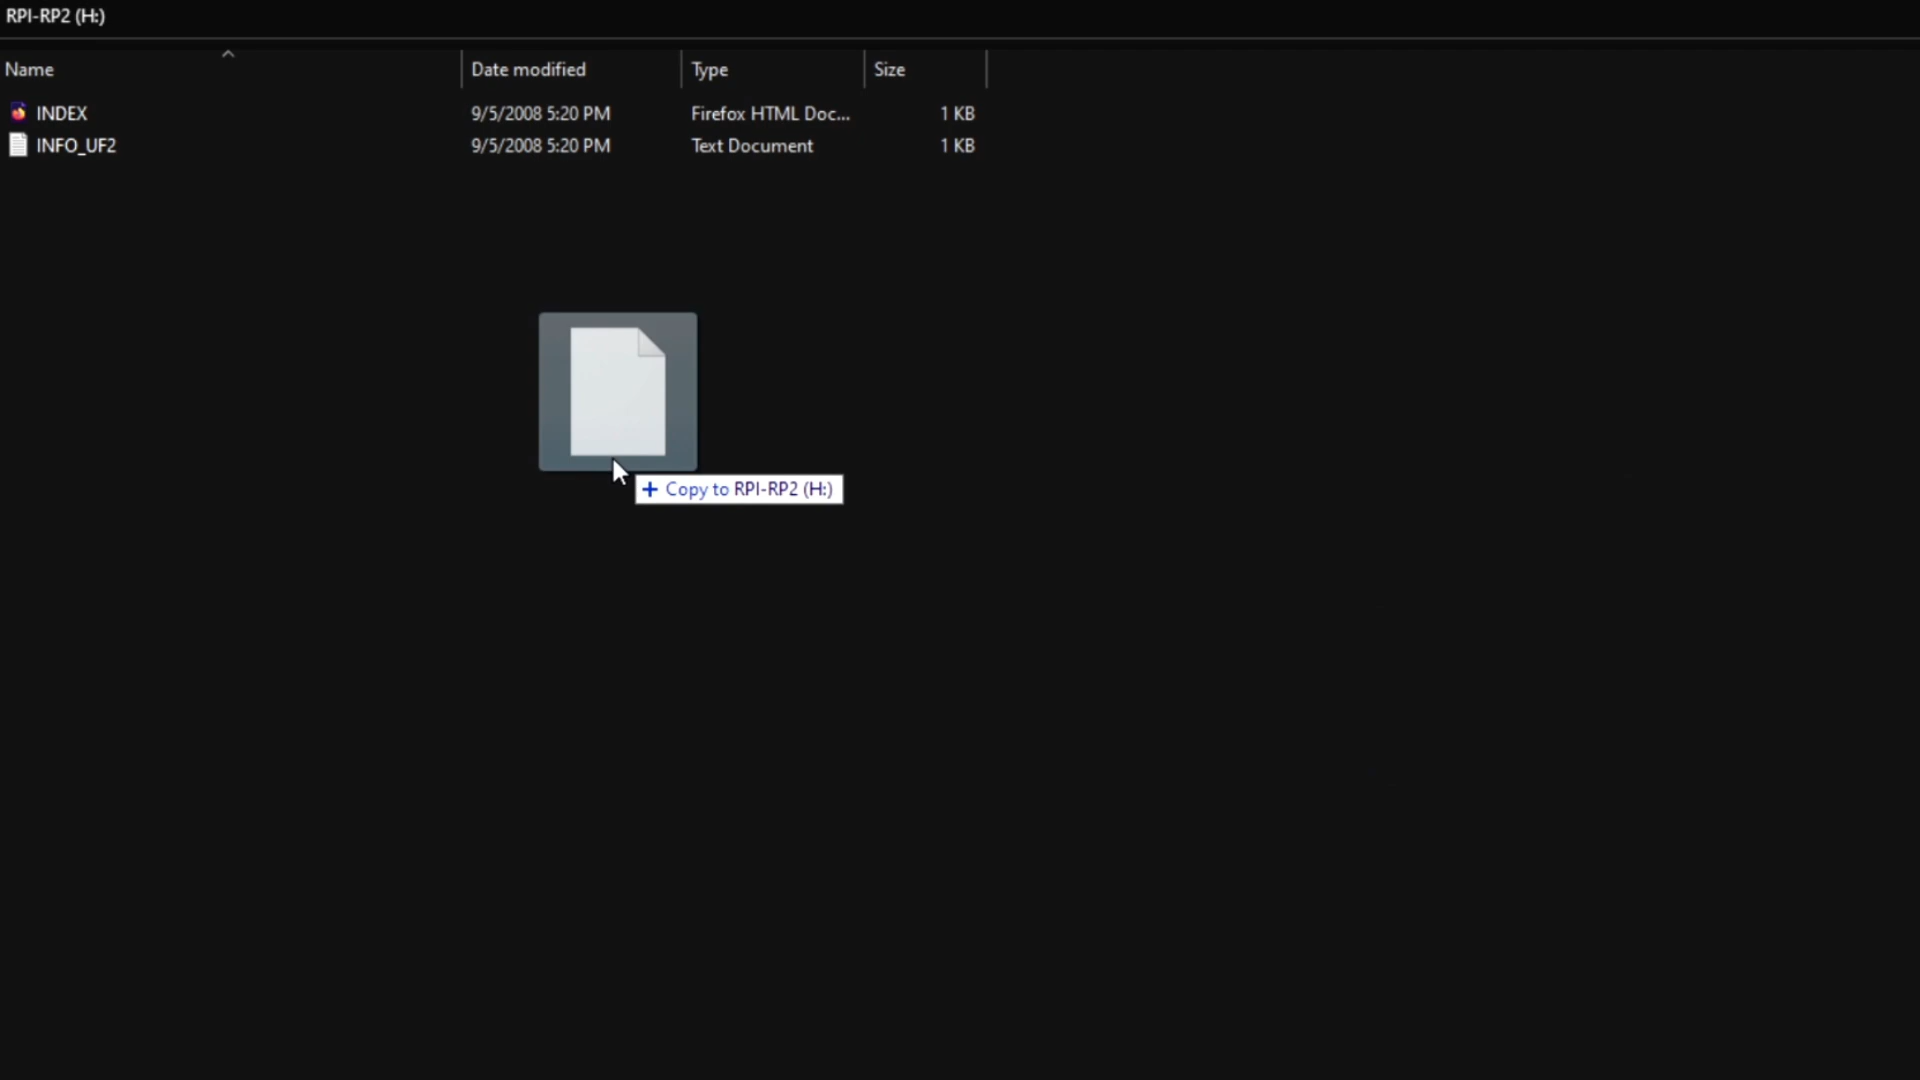 RPI-RP2 (H:)
Name Date modified Type Size
INDEX 9/5/2008 5:20 PM Firefox HTML Doc... 1 KB
INFO_UF2 9/5/2008 5:20 PM Text Document 1 KB
+ Copy to RPI-RP2 (H:)